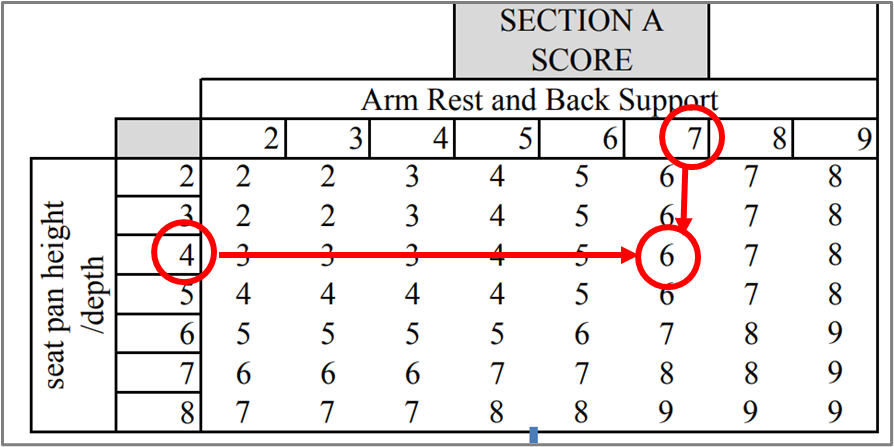 SECTION A
SCORE
Arm Rest and Back Support
2 3 4 5 6 7 8 9
seat pan height
/depth
2 2 2 3 4 5 6 7 8
3 2 2 3 4 5 6 7 8
4 3 3 3 4 5 6 7 8
5 4 4 4 4 5 6 7 8
6 5 5 5 5 6 7 8 9
7 6 6 6 7 7 8 8 9
8 7 7 7 8 8 9 9 9